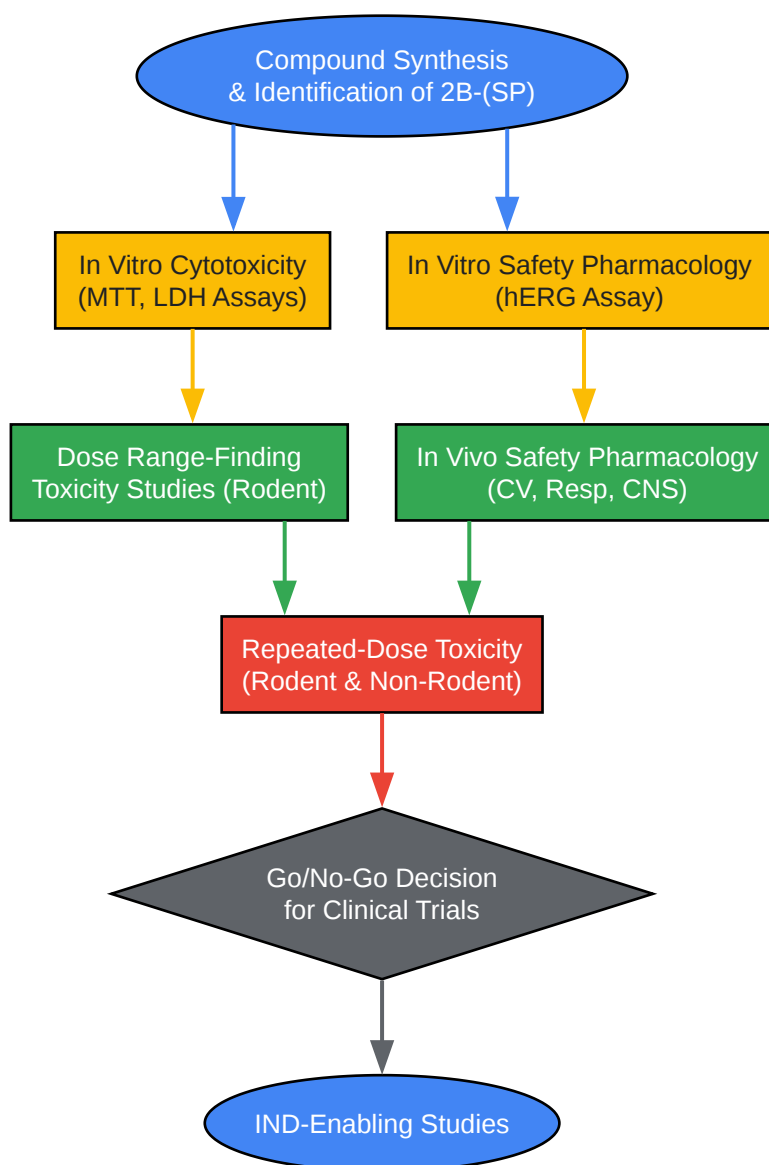 Compound Synthesis
& Identification of 2B-(SP)
In Vitro Cytotoxicity
(MTT, LDH Assays)
In Vitro Safety Pharmacology
(hERG Assay)
Dose Range-Finding
Toxicity Studies (Rodent)
In Vivo Safety Pharmacology
(CV, Resp, CNS)
Repeated-Dose Toxicity
(Rodent & Non-Rodent)
Go/No-Go Decision
for Clinical Trials
IND-Enabling Studies